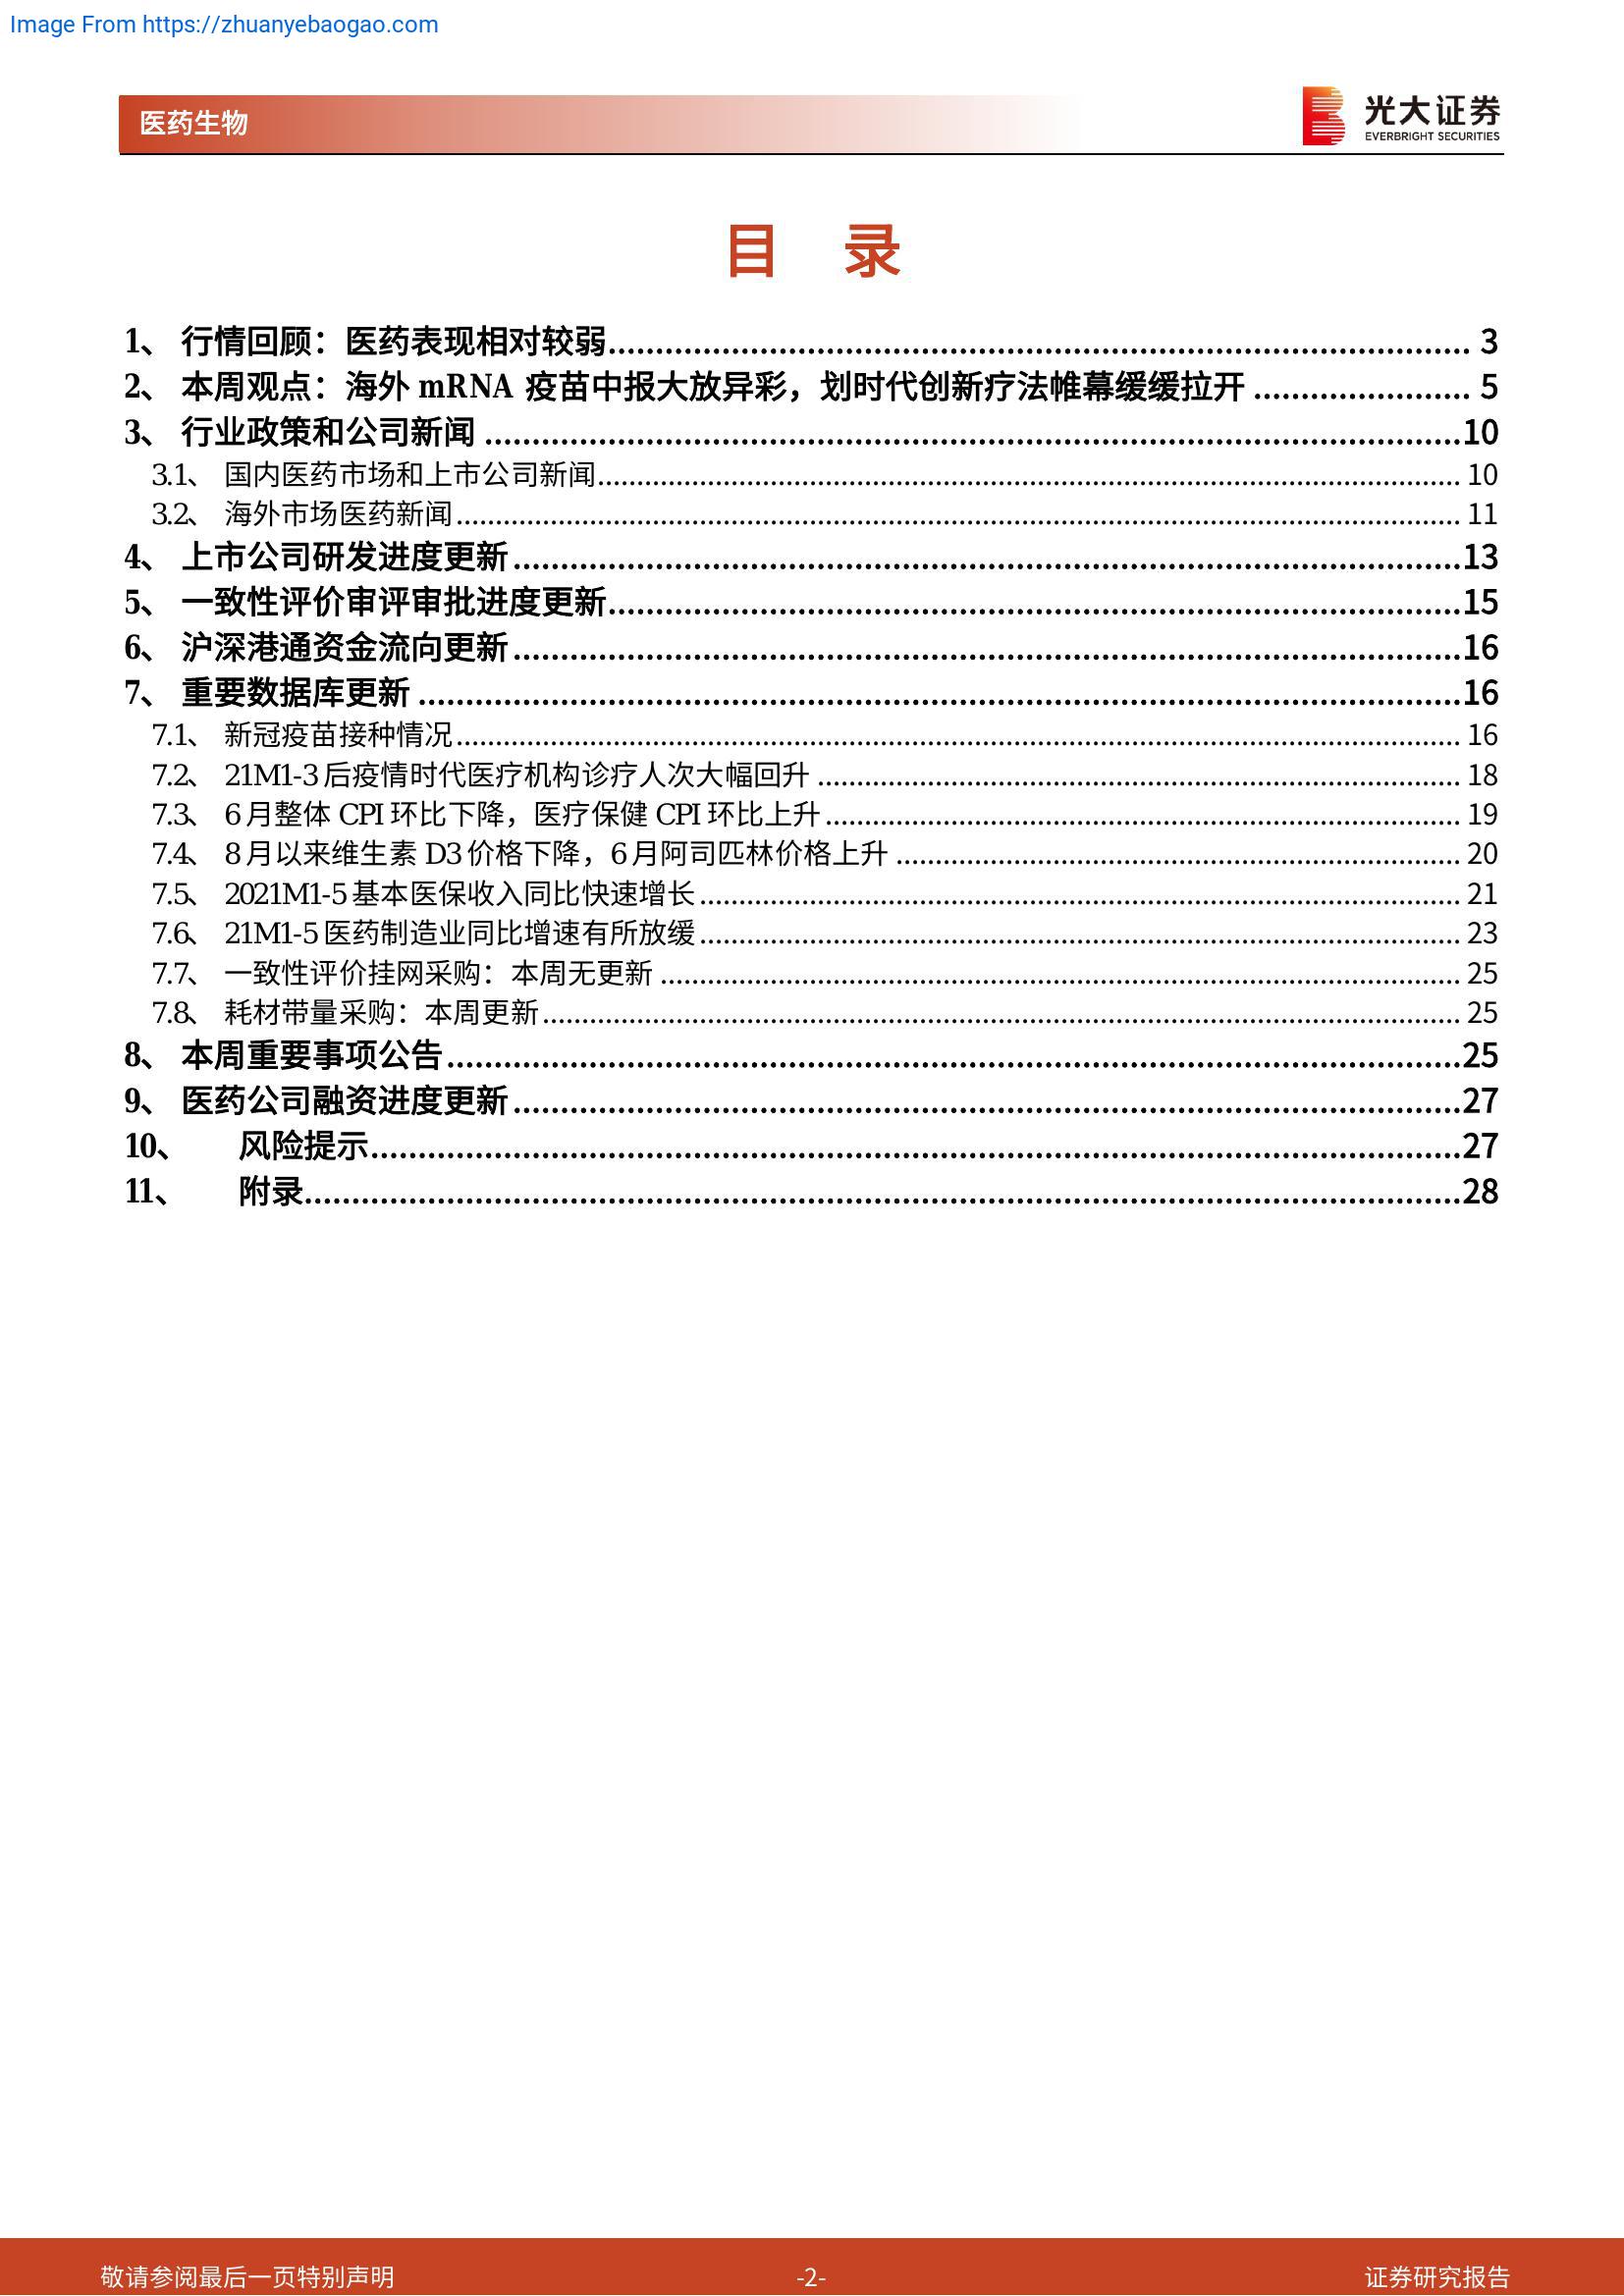 Image From https://zhuanyebaogao.com
医药生物
光大证券
EVERBRIGHT SECURITIES
目 录
1、 行情回顾：医药表现相对较弱........ 3
2、 本周观点：海外 mRNA 疫苗中报大放异彩，划时代创新疗法帷幕缓缓拉开........ 5
3、 行业政策和公司新闻........10
3.1、 国内医药市场和上市公司新闻........ 10
3.2、 海外市场医药新闻........ 11
4、 上市公司研发进度更新........13
5、 一致性评价审评审批进度更新........15
6、 沪深港通资金流向更新........16
7、 重要数据库更新........16
7.1、 新冠疫苗接种情况........ 16
7.2、 21M1-3 后疫情时代医疗机构诊疗人次大幅回升........ 18
7.3、 6 月整体 CPI 环比下降，医疗保健 CPI 环比上升........ 19
7.4、 8 月以来维生素 D3 价格下降，6 月阿司匹林价格上升........ 20
7.5、 2021M1-5 基本医保收入同比快速增长........ 21
7.6、 21M1-5 医药制造业同比增速有所放缓........ 23
7.7、 一致性评价挂网采购：本周无更新........ 25
7.8、 耗材带量采购：本周更新........ 25
8、 本周重要事项公告........25
9、 医药公司融资进度更新........27
10、 风险提示........27
11、 附录........28
敬请参阅最后一页特别声明 -2- 证券研究报告